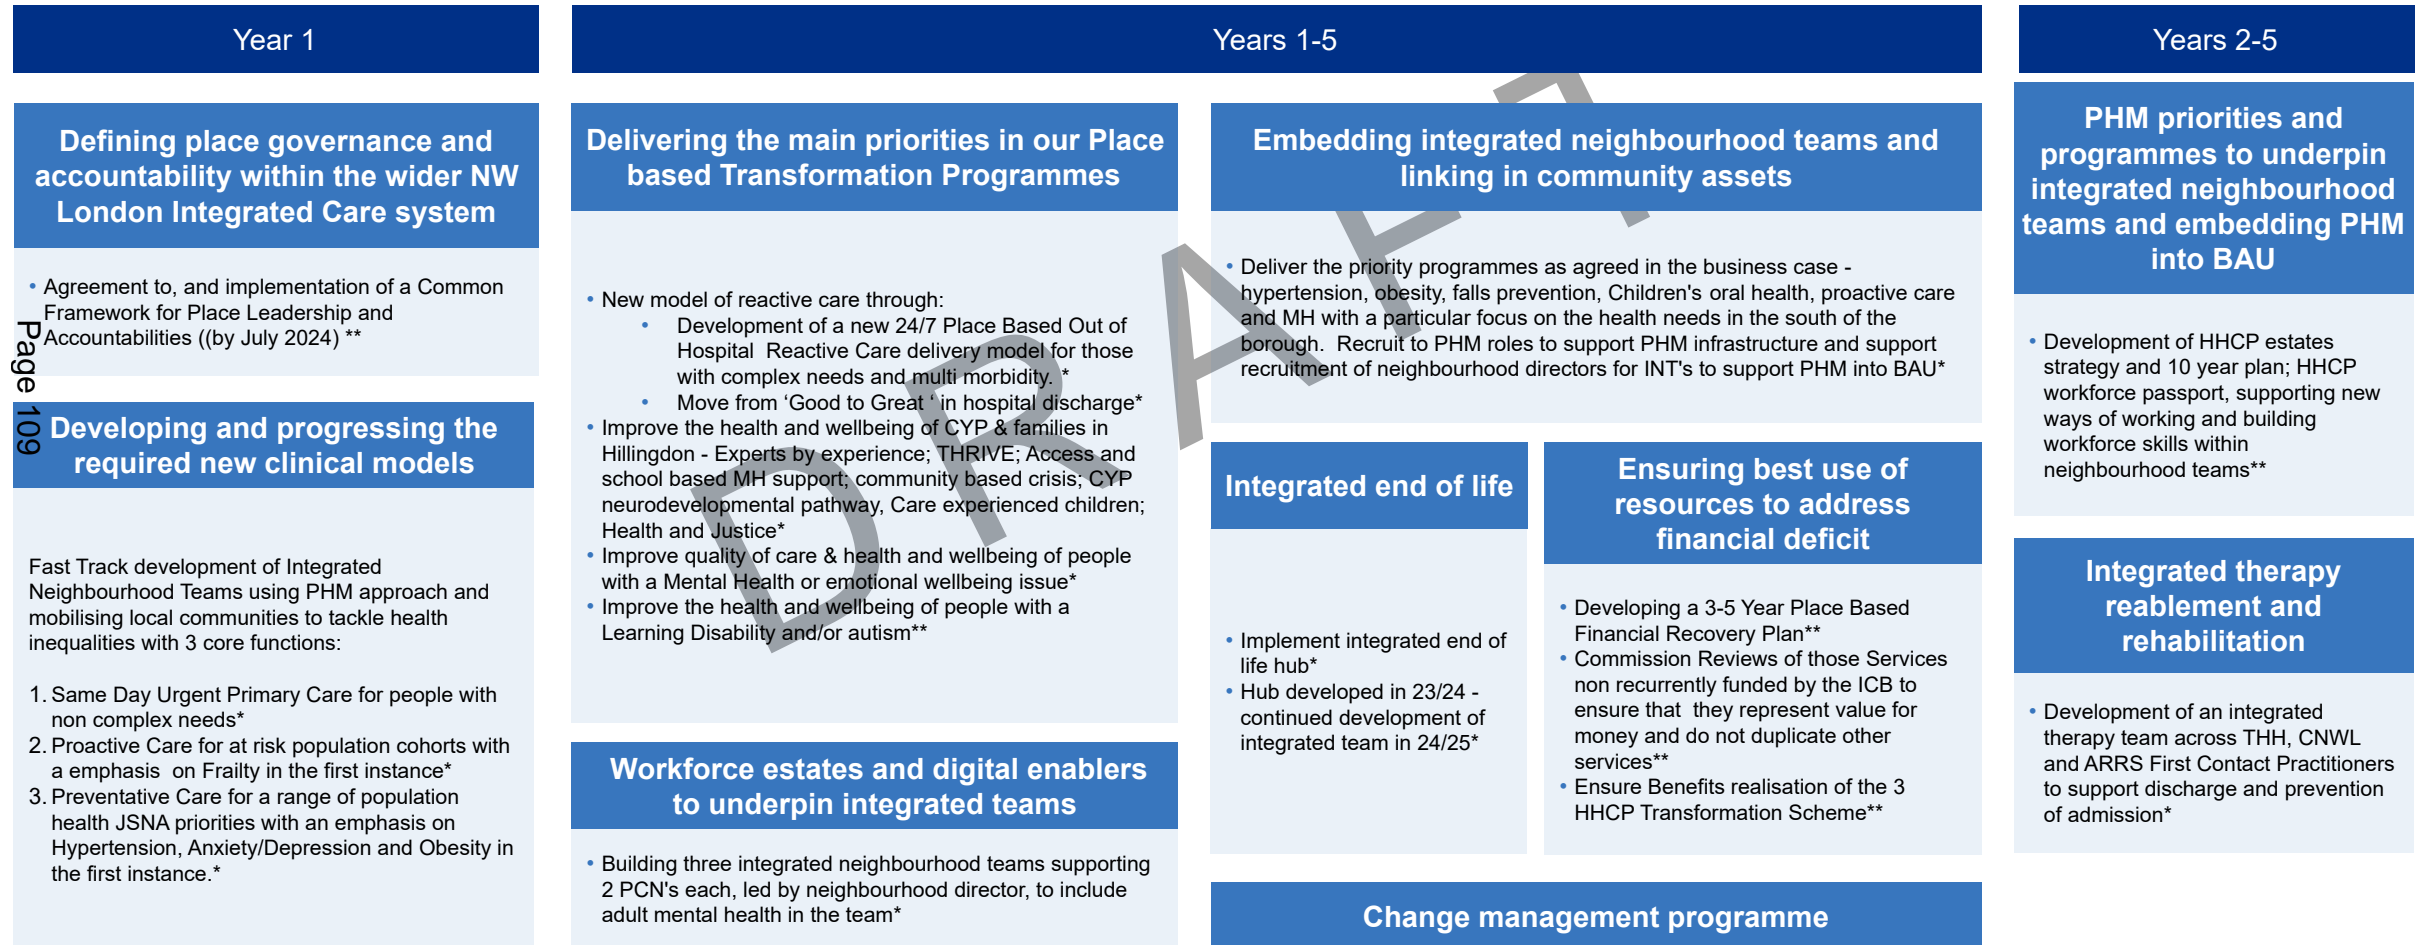 Year 1
Defining place governance and
accountability within the wider NW
London Integrated Care system
• Agreement to, and implementation of a Common
Framework for Place Leadership and
Accountabilities ((by July 2024) **
Page 109
Developing and progressing the
required new clinical models
Fast Track development of Integrated
Neighbourhood Teams using PHM approach and
mobilising local communities to tackle health
inequalities with 3 core functions:
1. Same Day Urgent Primary Care for people with
non complex needs*
2. Proactive Care for at risk population cohorts with
a emphasis on Frailty in the first instance*
3. Preventative Care for a range of population
health JSNA priorities with an emphasis on
Hypertension, Anxiety/Depression and Obesity in
the first instance.*
Years 1-5
Delivering the main priorities in our Place
based Transformation Programmes
• New model of reactive care through:
• Development of a new 24/7 Place Based Out of
Hospital Reactive Care delivery model for those
with complex needs and multi morbidity. *
• Move from ‘Good to Great ‘ in hospital discharge*
• Improve the health and wellbeing of CYP & families in
Hillingdon - Experts by experience; THRIVE; Access and
school based MH support; community based crisis; CYP
neurodevelopmental pathway, Care experienced children;
Health and Justice*
• Improve quality of care & health and wellbeing of people
with a Mental Health or emotional wellbeing issue*
• Improve the health and wellbeing of people with a
Learning Disability and/or autism**
Workforce estates and digital enablers
to underpin integrated teams
• Building three integrated neighbourhood teams supporting
2 PCN's each, led by neighbourhood director, to include
adult mental health in the team*
Embedding integrated neighbourhood teams and
linking in community assets
• Deliver the priority programmes as agreed in the business case -
hypertension, obesity, falls prevention, Children's oral health, proactive care
and MH with a particular focus on the health needs in the south of the
borough. Recruit to PHM roles to support PHM infrastructure and support
recruitment of neighbourhood directors for INT's to support PHM into BAU*
Integrated end of life
• Implement integrated end of
life hub*
• Hub developed in 23/24 -
continued development of
integrated team in 24/25*
Ensuring best use of
resources to address
financial deficit
• Developing a 3-5 Year Place Based
Financial Recovery Plan**
• Commission Reviews of those Services
non recurrently funded by the ICB to
ensure that they represent value for
money and do not duplicate other
services**
• Ensure Benefits realisation of the 3
HHCP Transformation Scheme**
Change management programme
Years 2-5
PHM priorities and
programmes to underpin
integrated neighbourhood
teams and embedding PHM
into BAU
• Development of HHCP estates
strategy and 10 year plan; HHCP
workforce passport, supporting new
ways of working and building
workforce skills within
neighbourhood teams**
Integrated therapy
reablement and
rehabilitation
• Development of an integrated
therapy team across THH, CNWL
and ARRS First Contact Practitioners
to support discharge and prevention
of admission*
DRAFT